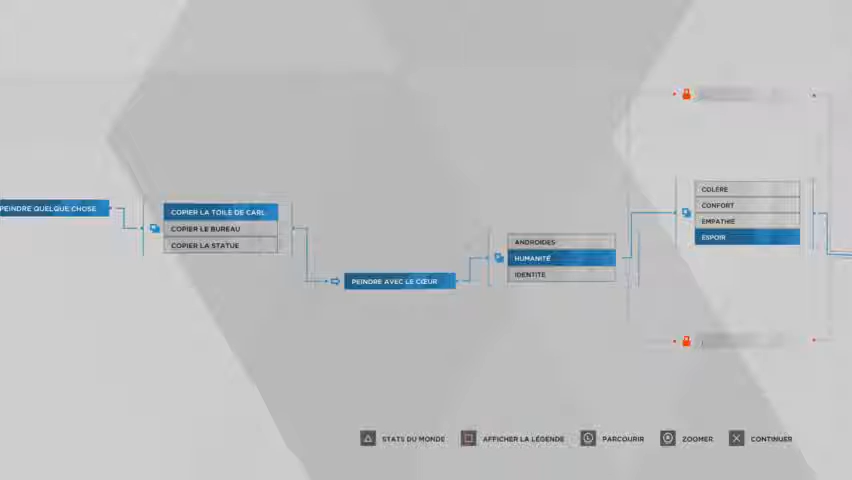 PEINDRE QUELQUE CHOSE
COPIER LA TOILE DE CARL
COPIER LE BUREAU
COPIER LA STATUE
PEINDRE AVEC LE CŒUR
ANDROÏDES
HUMANITÉ
IDENTITÉ
COLÈRE
CONFORT
EMPATHIE
ESPOIR
STATS DU MONDE
AFFICHER LA LÉGENDE
L
PARCOURIR
R
ZOOMER
CONTINUER